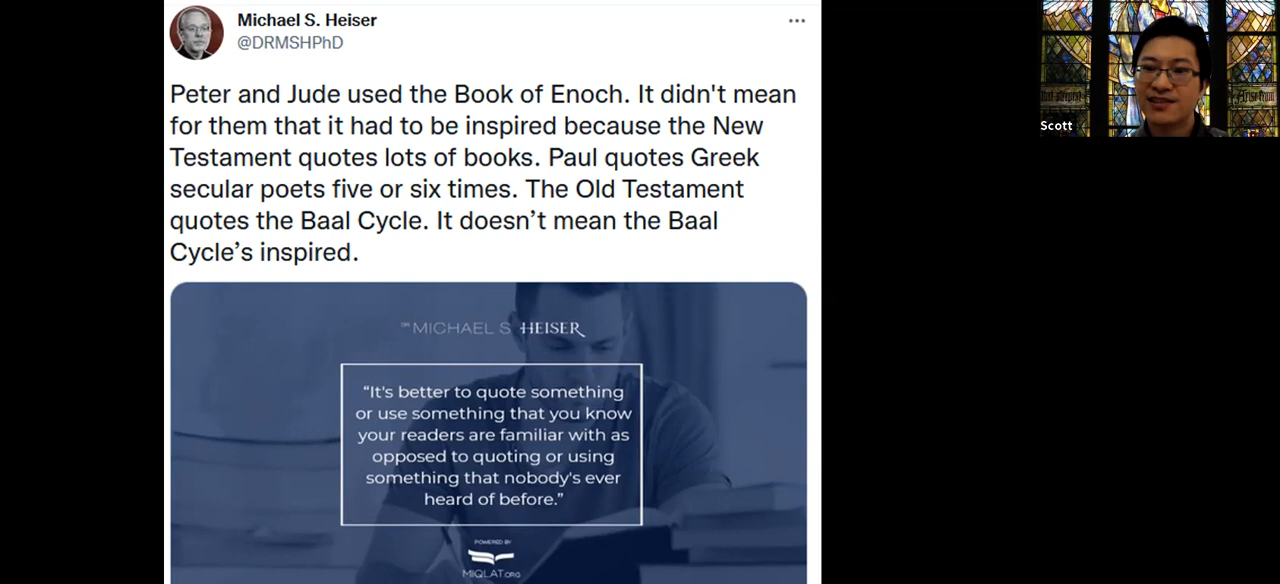 Michael S. Heiser
@DRMSHPhD
Peter and Jude used the Book of Enoch. It didn't mean
for them that it had to be inspired because the New
Testament quotes lots of books. Paul quotes Greek
secular poets five or six times. The Old Testament
quotes the Baal Cycle. It doesn’t mean the Baal
Cycle’s inspired.
DR MICHAEL S HEISER
“It's better to quote something
or use something that you know
your readers are familiar with as
opposed to quoting or using
something that nobody's ever
heard of before.”
POWERED BY
MIQLAT.ORG
Scott